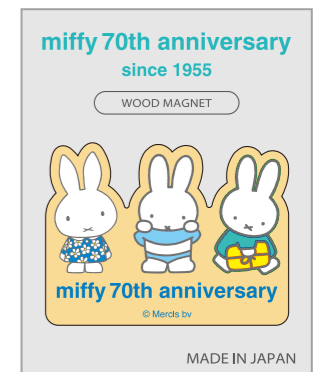 miffy 70th anniversary
since 1955
WOOD MAGNET
miffy 70th anniversary
© Mercis bv
MADE IN JAPAN